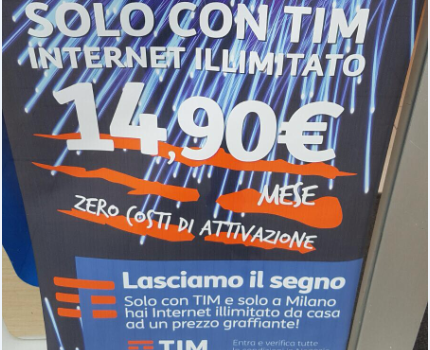 SOLO CON TIM
INTERNET ILLIMITATO
14,90€
MESE
ZERO COSTI DI ATTIVAZIONE
Lasciamo il segno
Solo con TIM e solo a Milano
hai Internet illimitato da casa
ad un prezzo graffiante!
TIM
Entra e verifica tutte